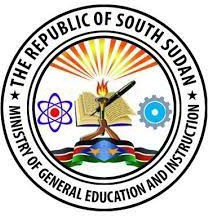 THE REPUBLIC OF SOUTH SUDAN
MINISTRY OF GENERAL EDUCATION AND INSTRUCTION